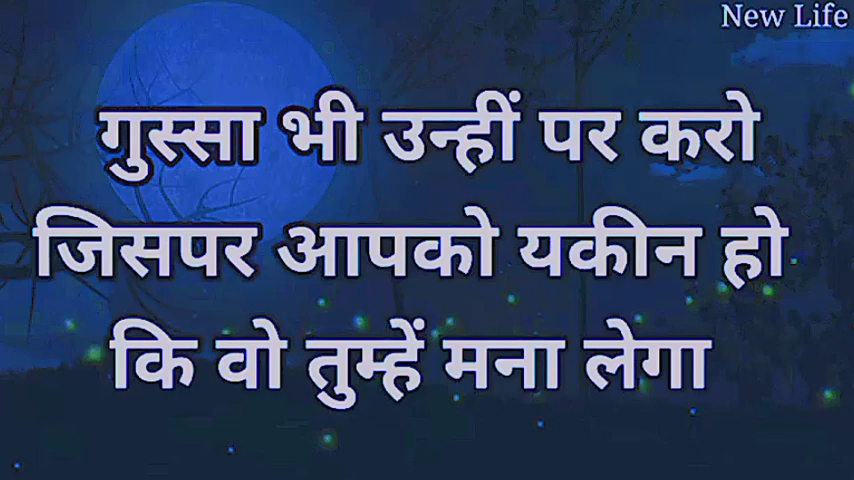 New Life
गुस्सा भी उन्हीं पर करो
जिसपर आपको यकीन हो
कि वो तुम्हें मना लेगा